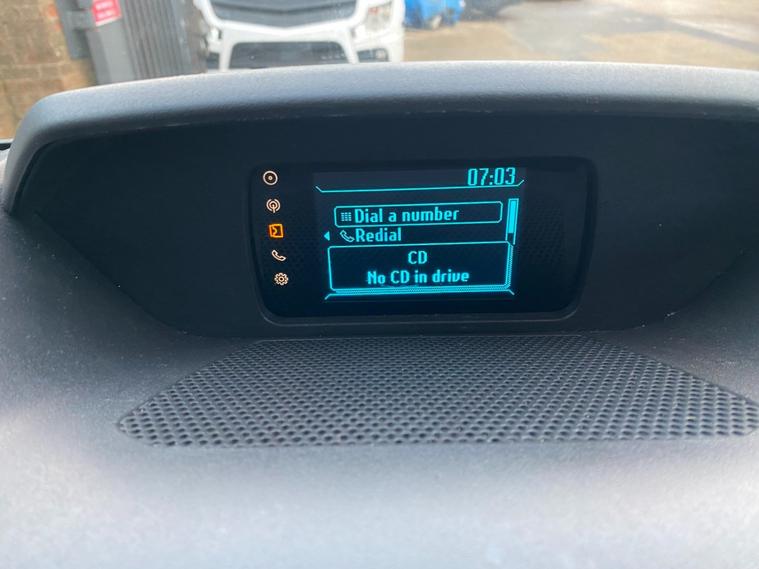 07:03
Dial a number
Redial
CD
No CD in drive